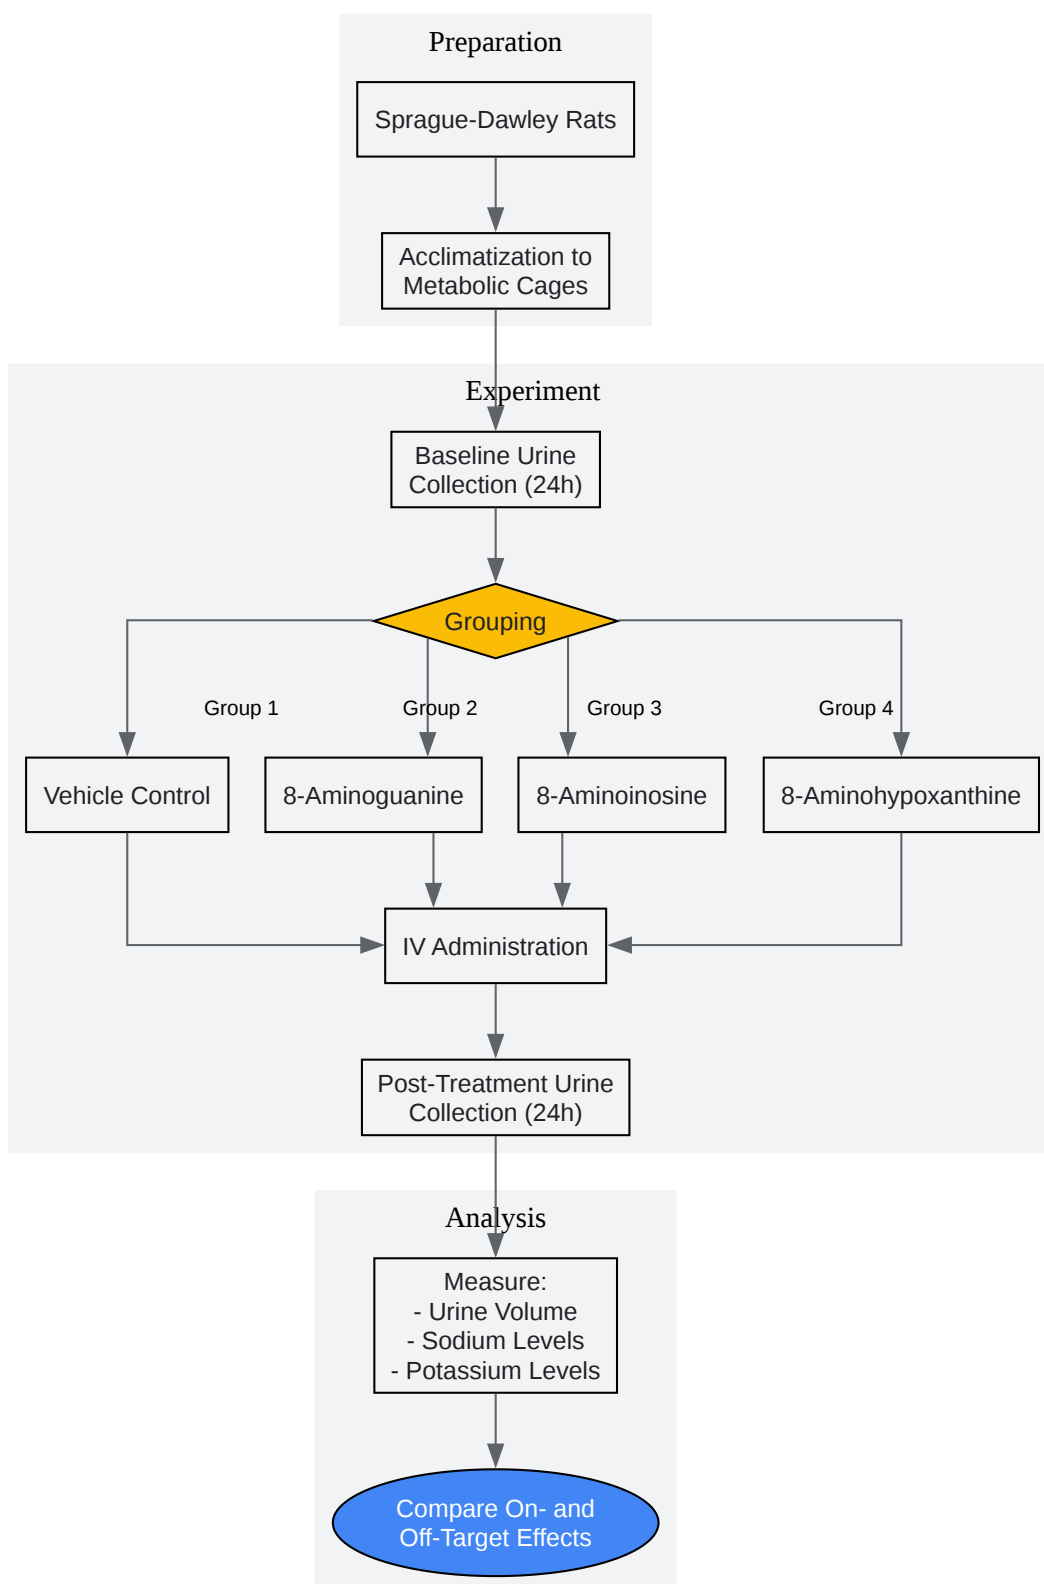 Preparation
Sprague-Dawley Rats
Acclimatization to
Metabolic Cages
Experiment
Baseline Urine
Collection (24h)
Grouping
Group 1
Group 2
Group 3
Group 4
Vehicle Control
8-Aminoguanine
8-Aminoinosine
8-Aminohypoxanthine
IV Administration
Post-Treatment Urine
Collection (24h)
Analysis
Measure:
- Urine Volume
- Sodium Levels
- Potassium Levels
Compare On- and
Off-Target Effects